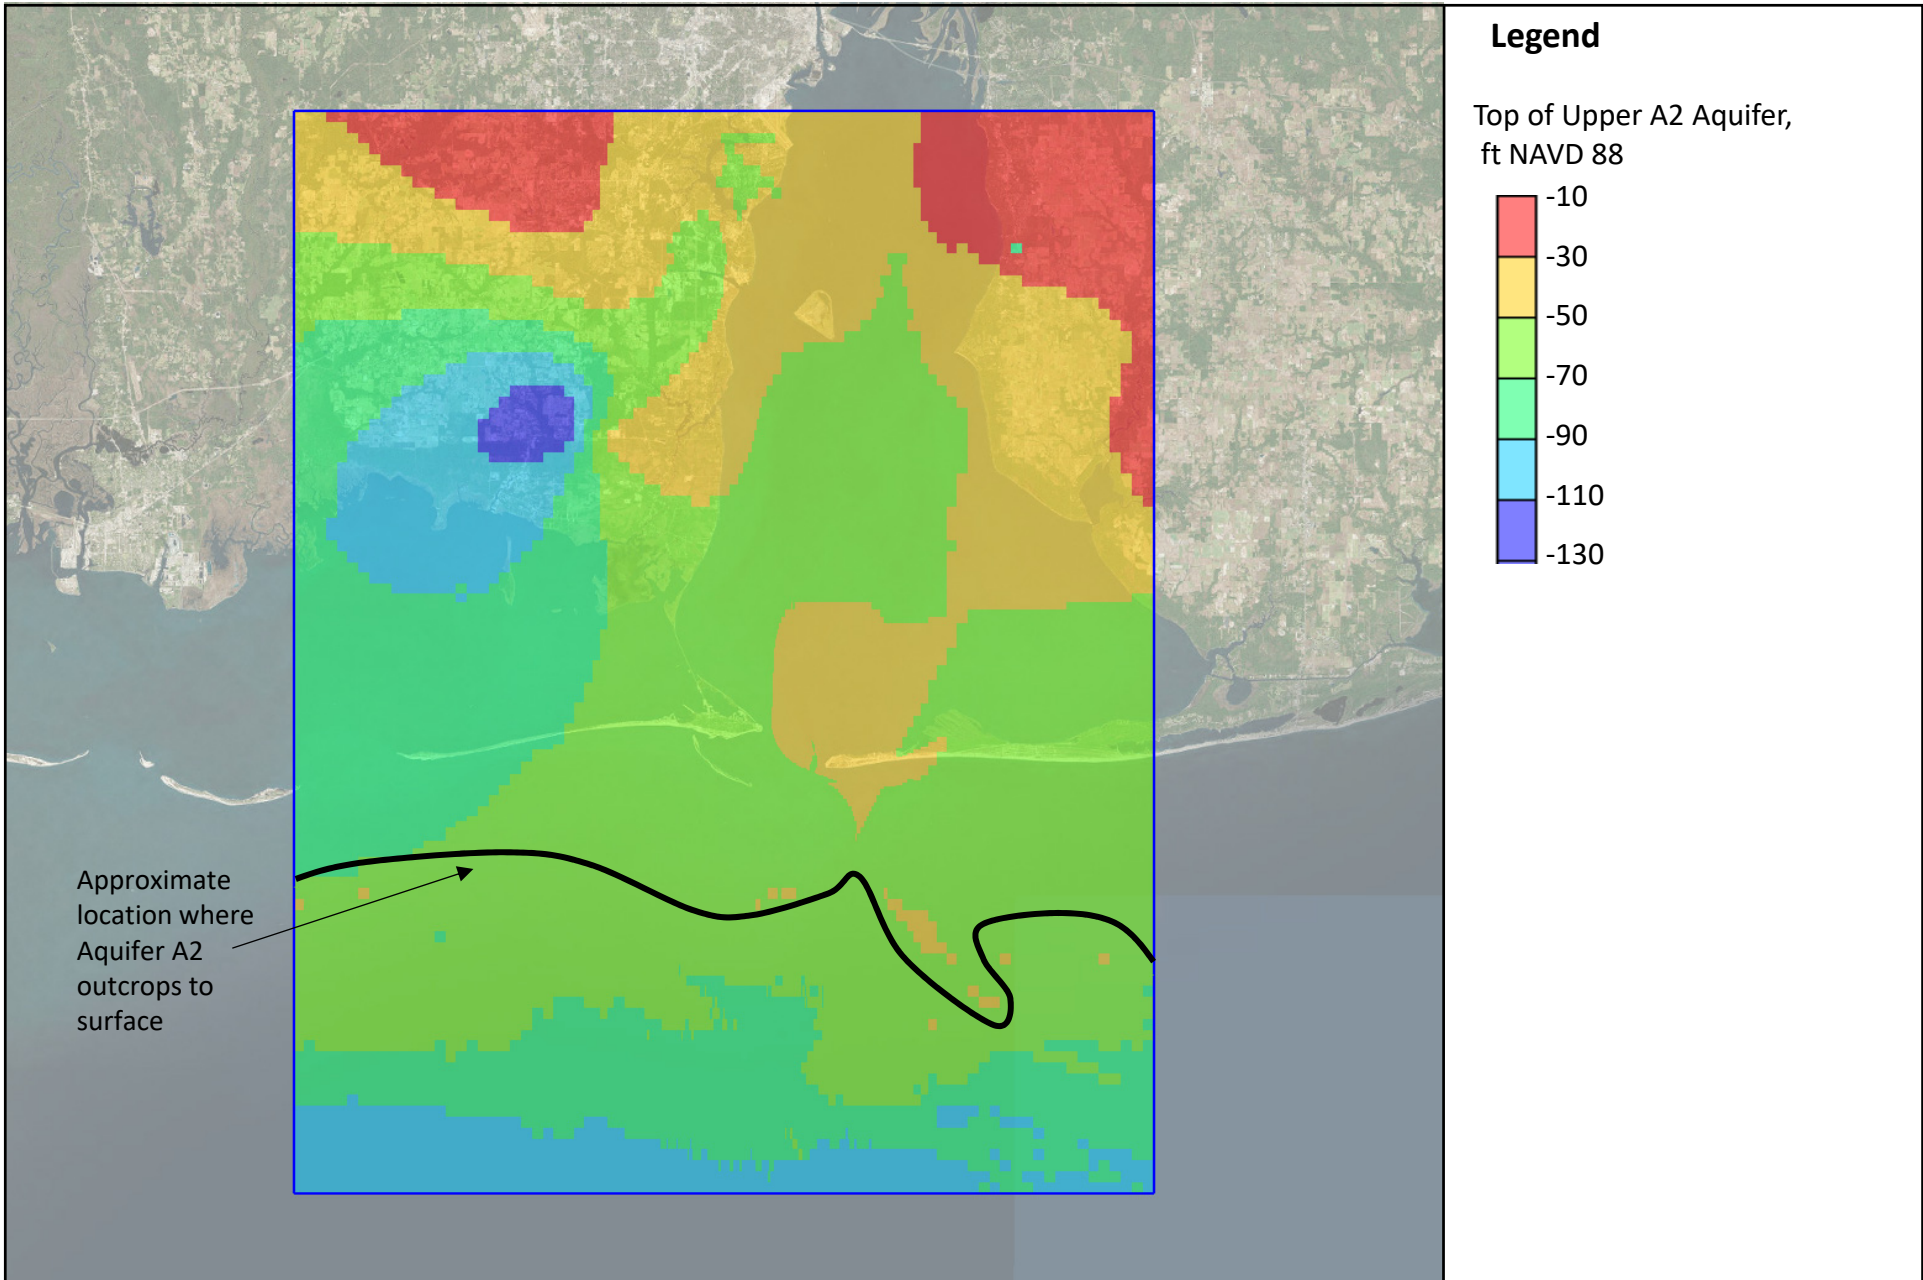 Legend
Top of Upper A2 Aquifer,
ft NAVD 88
-10
-30
-50
-70
-90
-110
-130
Approximate
location where
Aquifer A2
outcrops to
surface